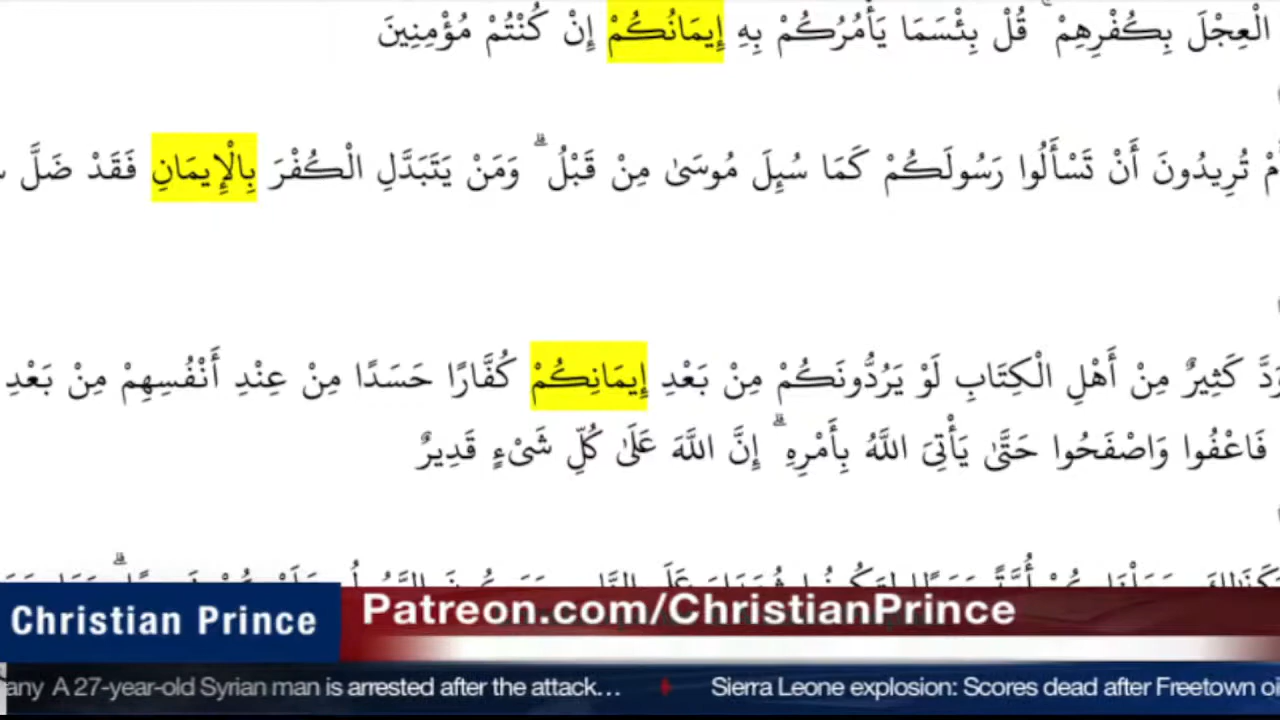 الْعِجْلَ بِكُفْرِهِمْ ۚ قُلْ بِئْسَمَا يَأْمُرُكُمْ بِهِ إِيمَانُكُمْ إِنْ كُنْتُمْ مُؤْمِنِينَ
تُرِيدُونَ أَنْ تَسْأَلُوا رَسُولَكُمْ كَمَا سُئِلَ مُوسَىٰ مِنْ قَبْلُ ۗ وَمَنْ يَتَبَدَّلِ الْكُفْرَ بِالْإِيمَانِ فَقَدْ ضَلَّ
كَثِيرٌ مِنْ أَهْلِ الْكِتَابِ لَوْ يَرُدُّونَكُمْ مِنْ بَعْدِ إِيمَانِكُمْ كُفَّارًا حَسَدًا مِنْ عِنْدِ أَنْفُسِهِمْ مِنْ بَعْدِ
فَاعْفُوا وَاصْفَحُوا حَتَّىٰ يَأْتِيَ اللَّهُ بِأَمْرِهِ ۗ إِنَّ اللَّهَ عَلَىٰ كُلِّ شَيْءٍ قَدِيرٌ
Christian Prince
Patreon.com/ChristianPrince
any A 27-year-old Syrian man is arrested after the attack... Sierra Leone explosion: Scores dead after Freetown oi